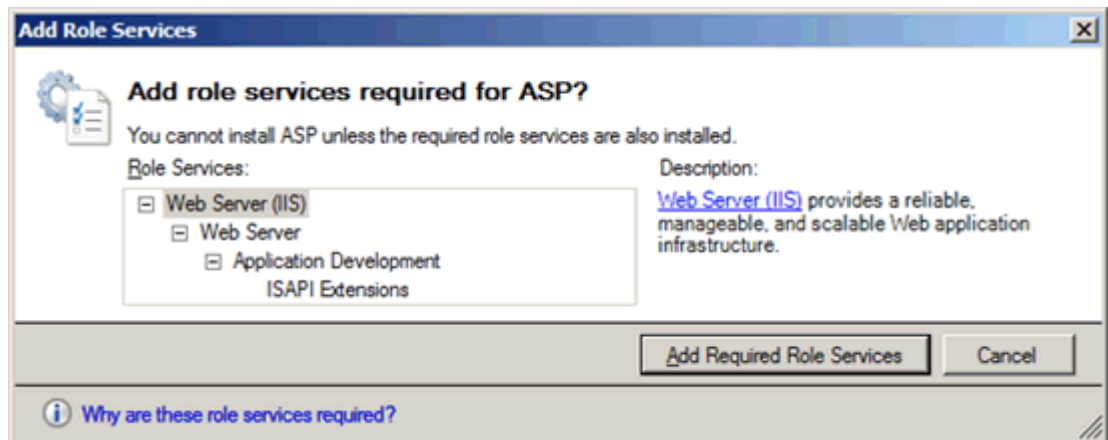 Add Role Services
Add role services required for ASP?
You cannot install ASP unless the required role services are also installed.
Role Services:
Web Server (IIS)
Web Server
Application Development
ISAPI Extensions
Description:
Web Server (IIS) provides a reliable,
manageable, and scalable Web application
infrastructure.
Add Required Role Services
Cancel
Why are these role services required?